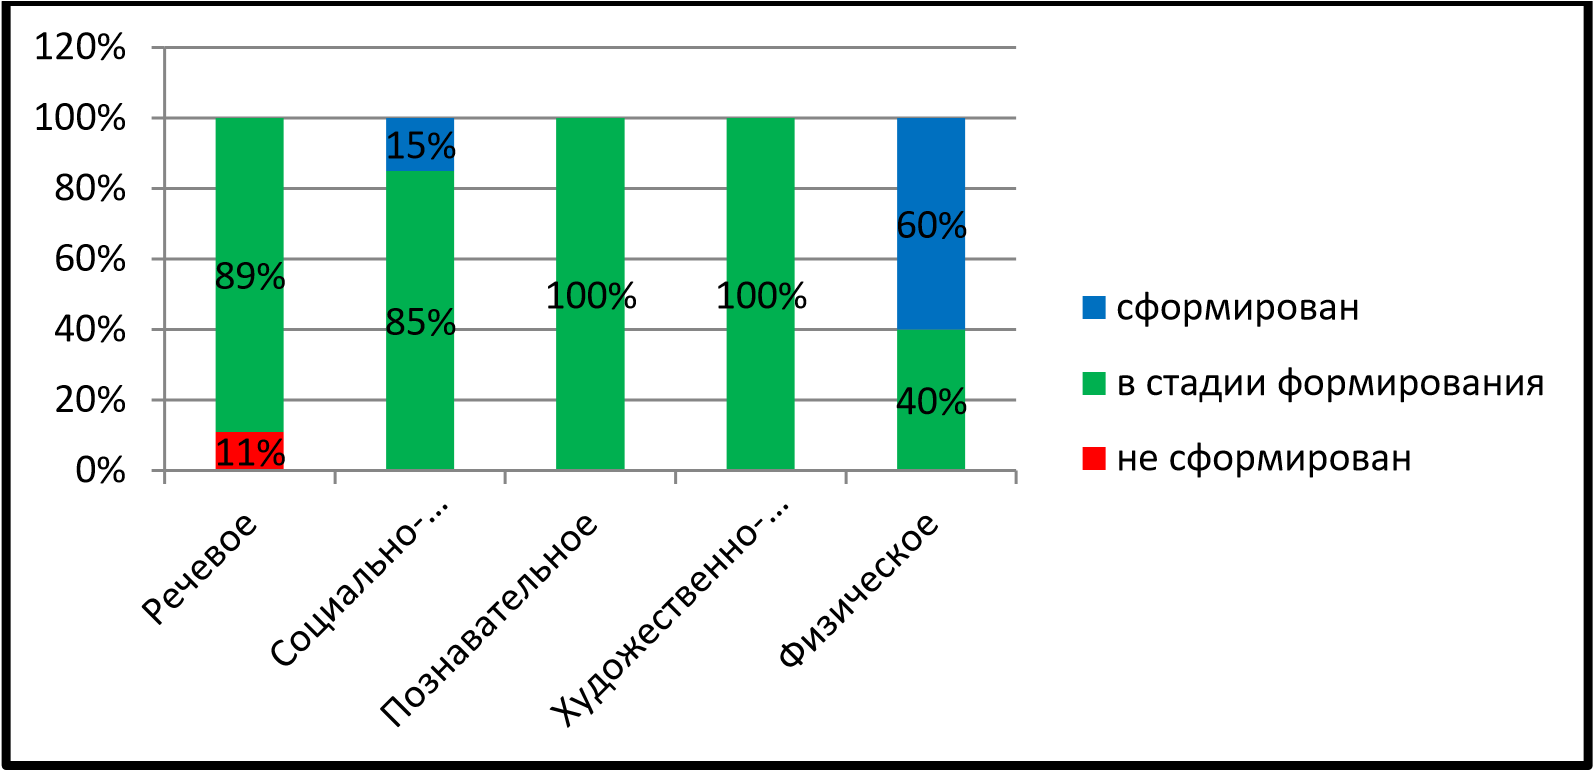 120%
100%
80%
60%
40%
20%
0%
89%
11%
15%
85%
100%
100%
60%
40%
Речевое
Социально-...
Познавательное
Художественно-...
Физическое
сформирован
в стадии формирования
не сформирован